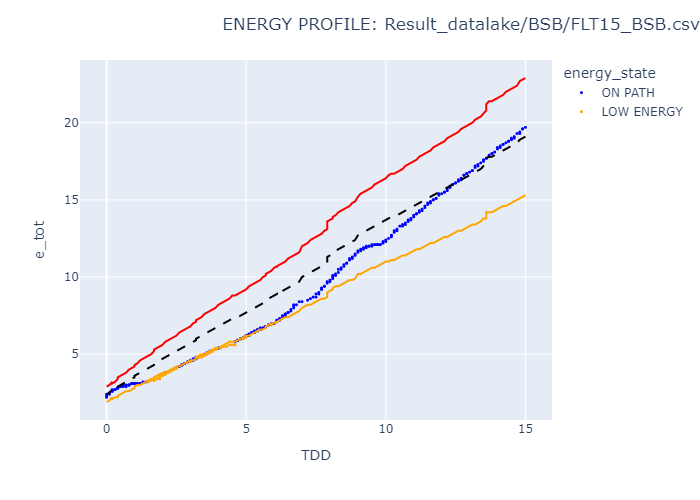 ENERGY PROFILE: Result_datalake/BSB/FLT15_BSB.csv
energy_state
ON PATH
LOW ENERGY
20
15
10
5
e_tot
0
5
10
15
TDD